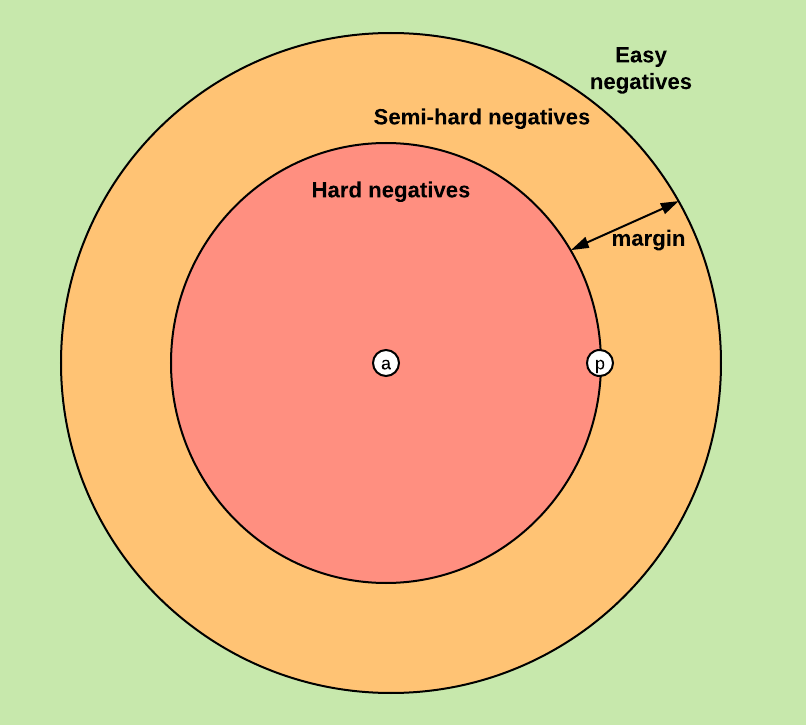 Easy
negatives
Semi-hard negatives
Hard negatives
margin
a
p